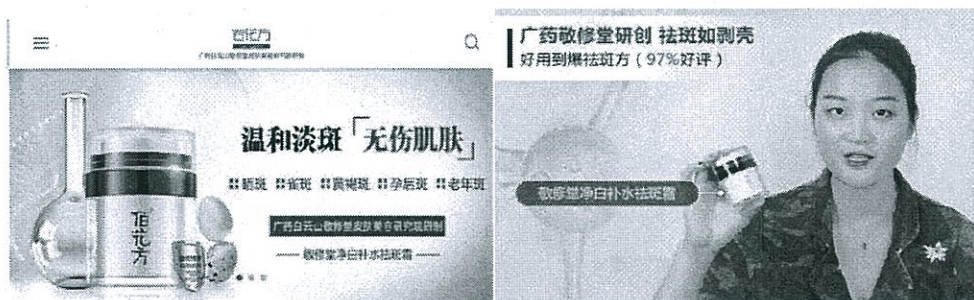 佰花方
温和淡斑「无伤肌肤」
晒斑 雀斑 黄褐斑 孕后斑 老年斑
广药白云山敬修堂皮肤美容研究院研制
敬修堂净白补水祛斑霜
佰花方
广药敬修堂研创 祛斑如剥壳
好用到爆祛斑方（97%好评）
敬修堂净白补水祛斑霜